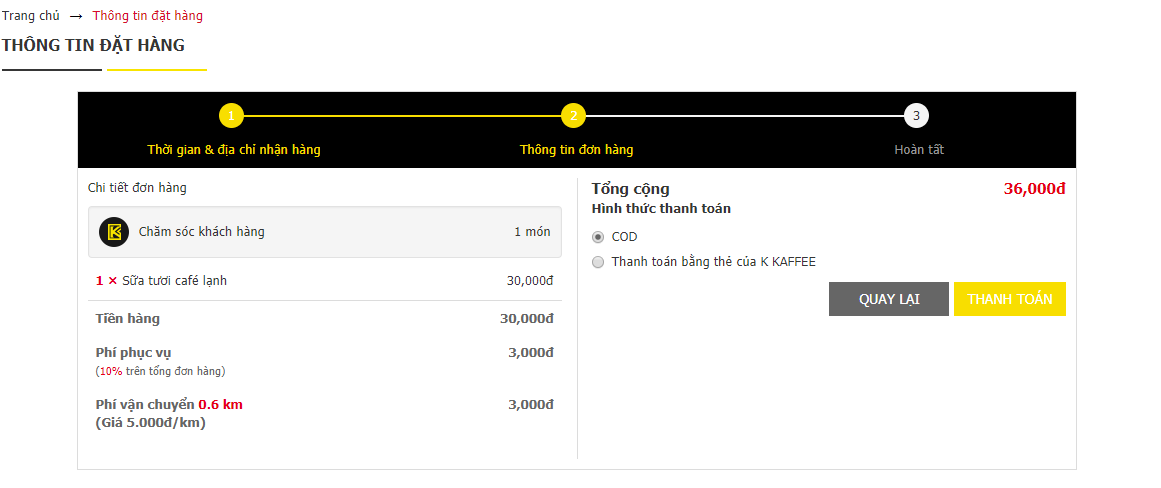 Trang chủ → Thông tin đặt hàng
THÔNG TIN ĐẶT HÀNG
1 2 3
Thời gian & địa chỉ nhận hàng Thông tin đơn hàng Hoàn tất
Chi tiết đơn hàng
Chăm sóc khách hàng 1 món
1 × Sữa tươi café lạnh 30,000đ
Tiền hàng 30,000đ
Phí phục vụ 3,000đ
(10% trên tổng đơn hàng)
Phí vận chuyển 0.6 km 3,000đ
(Giá 5.000đ/km)
Tổng cộng 36,000đ
Hình thức thanh toán
COD
Thanh toán bằng thẻ của K KAFFEE
QUAY LẠI THANH TOÁN